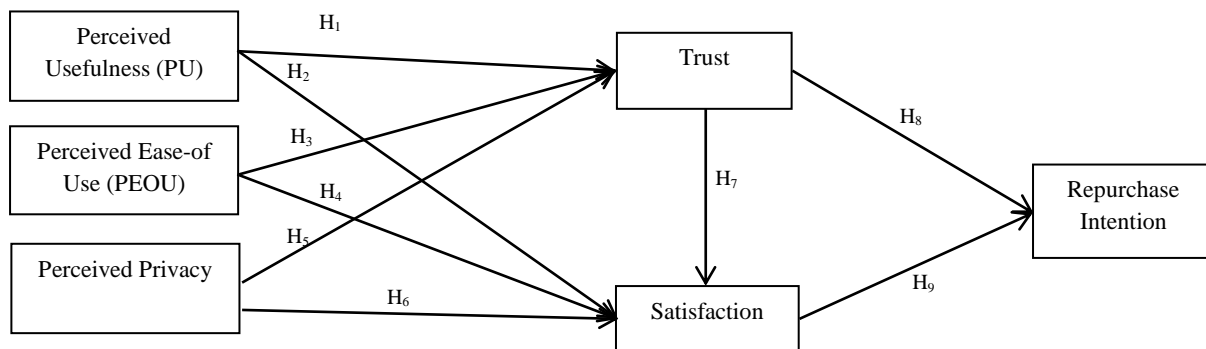 Perceived
Usefulness (PU)
H1
H2
Trust
Perceived Ease-of
Use (PEOU)
H3
H4
H8
H7
Repurchase
Intention
Perceived Privacy
H5
H6
H9
Satisfaction